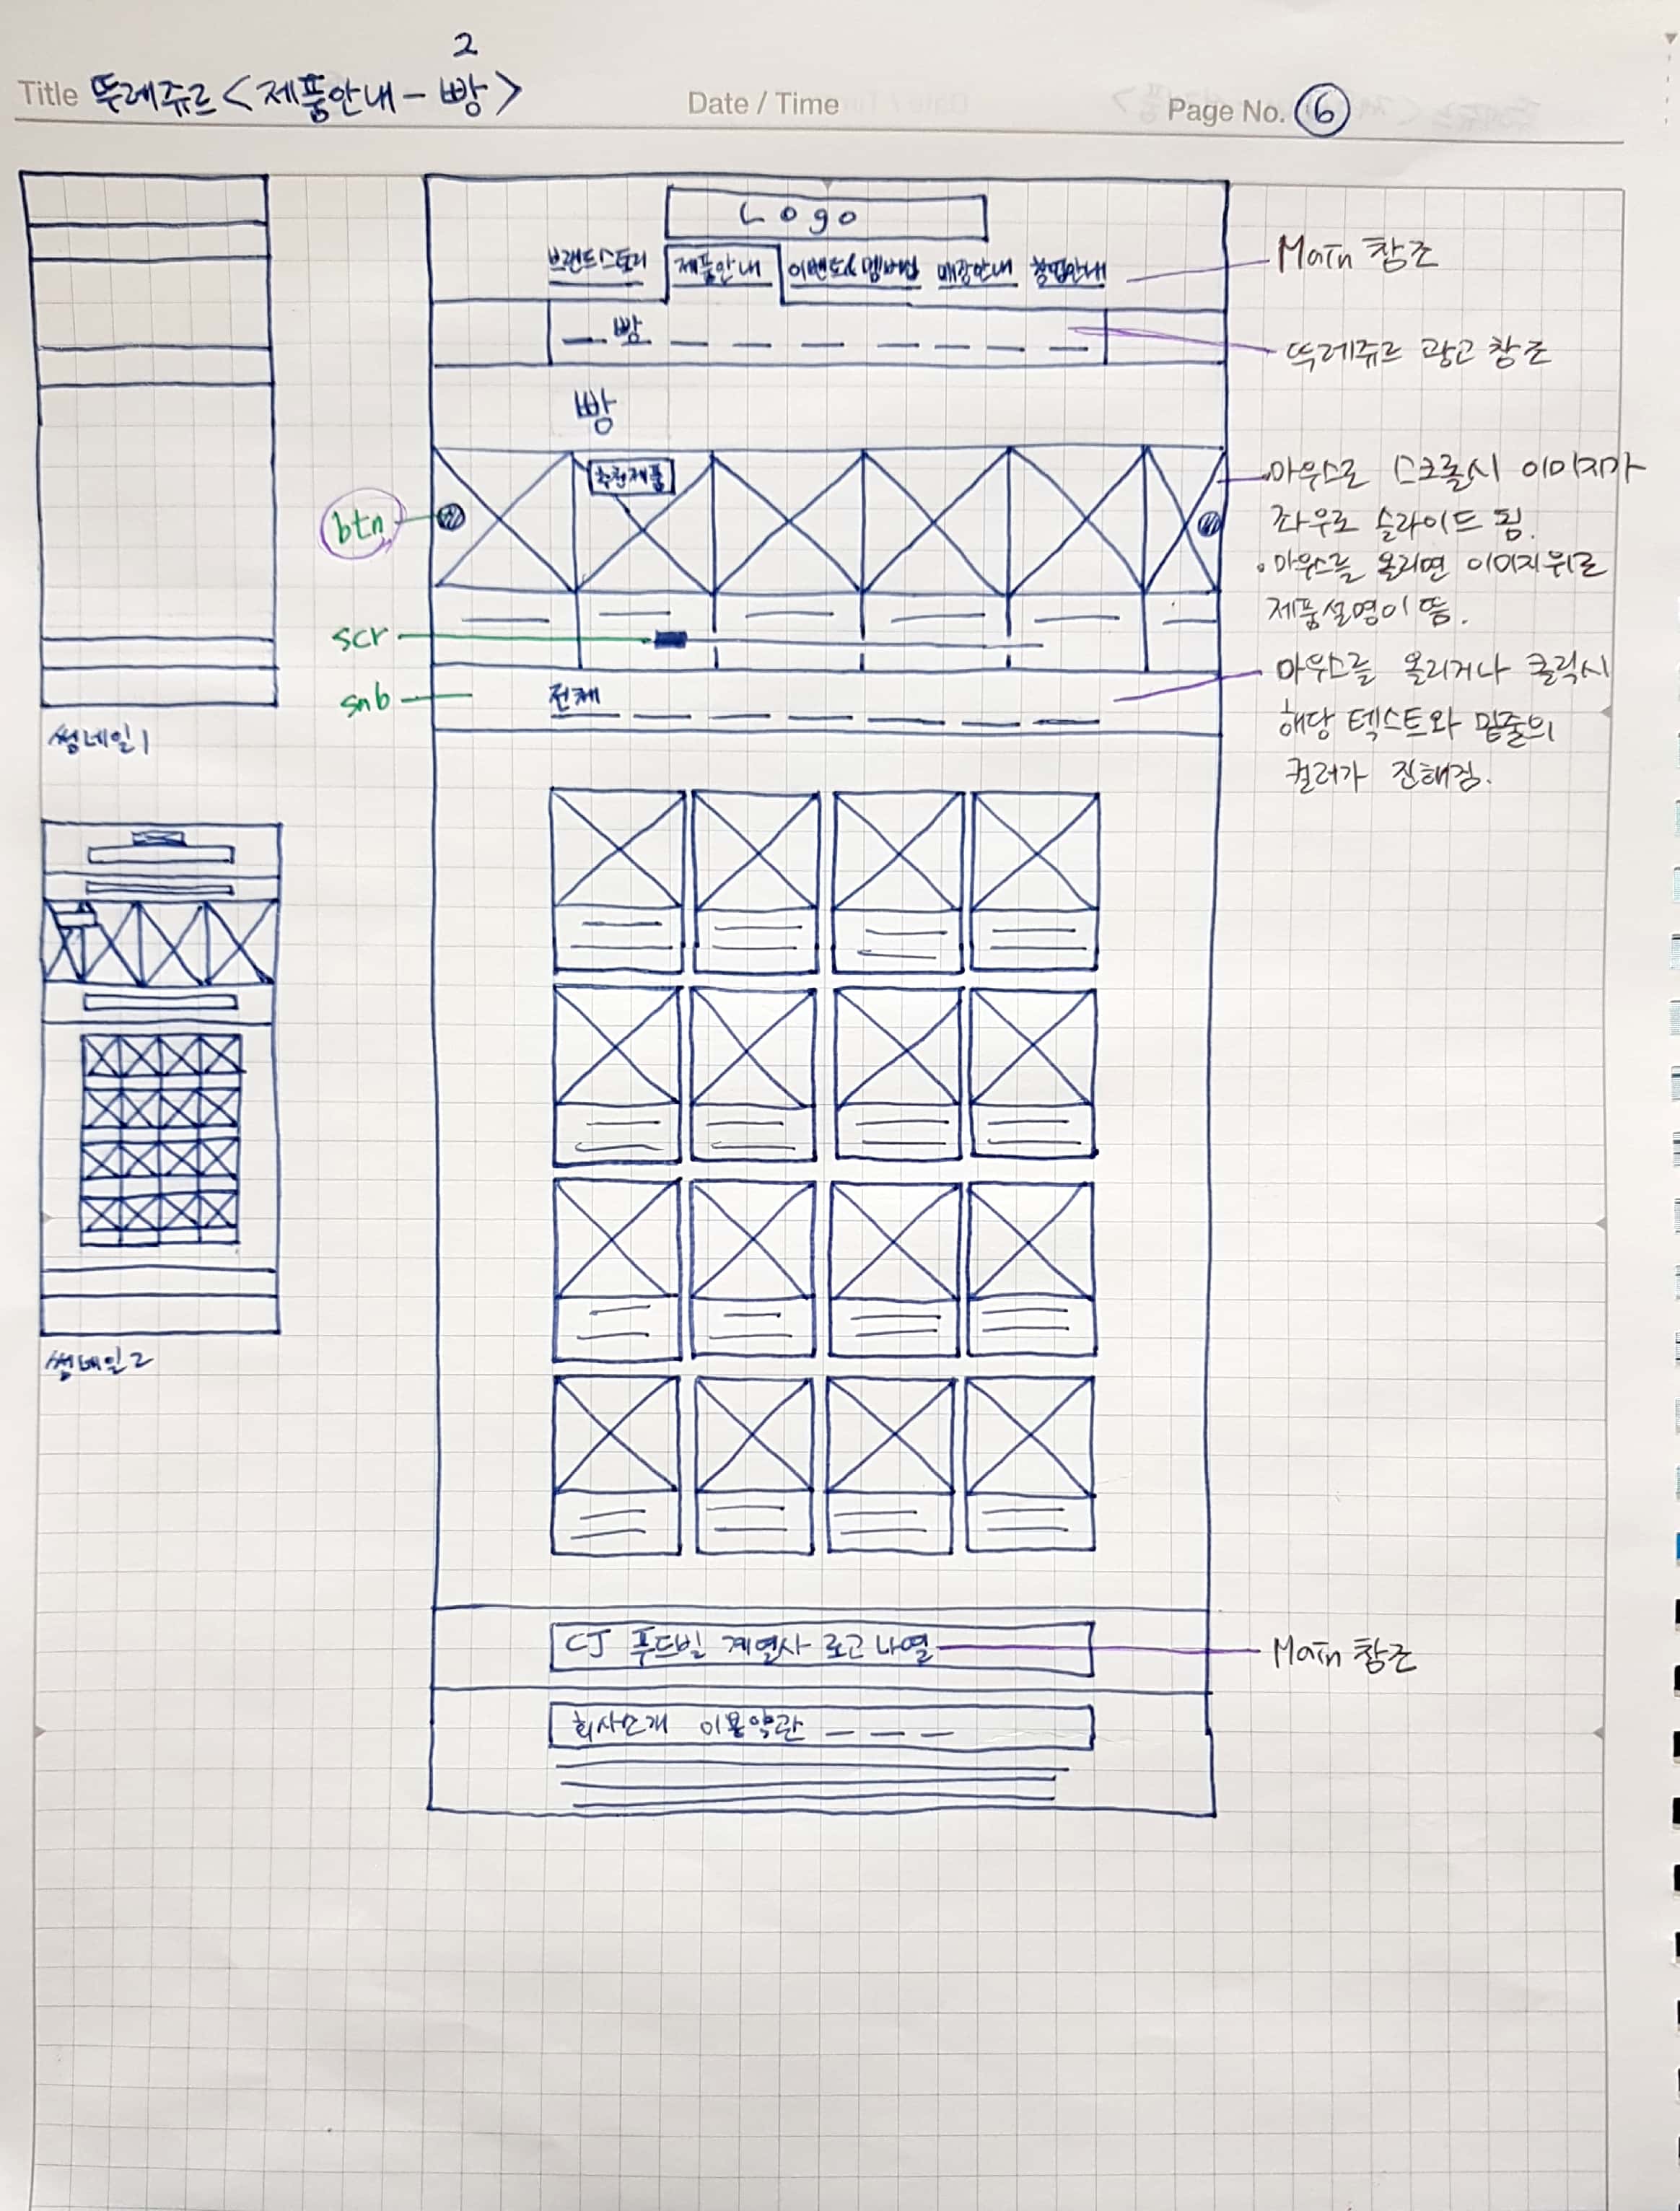 2
Title 뚜레쥬르 <제품안내 - 빵>
Date / Time
Page No. 6
Logo
브랜드스토리 제품안내 이벤트&멤버쉽 매장안내 창업안내
Main 참조
빵
뚜레쥬르 광고 참조
빵
추천제품
btn
• 마우스로 스크롤시 이미지가
좌우로 슬라이드 됨.
• 마우스를 올리면 이미지위로
제품설명이 뜸.
scr
snb
전체
마우스를 올리거나 클릭시
해당 텍스트와 밑줄의
컬러가 진해짐.
썸네일1
썸네일2
CJ 푸드빌 계열사 로고 나열
Main 참조
회사소개 이용약관